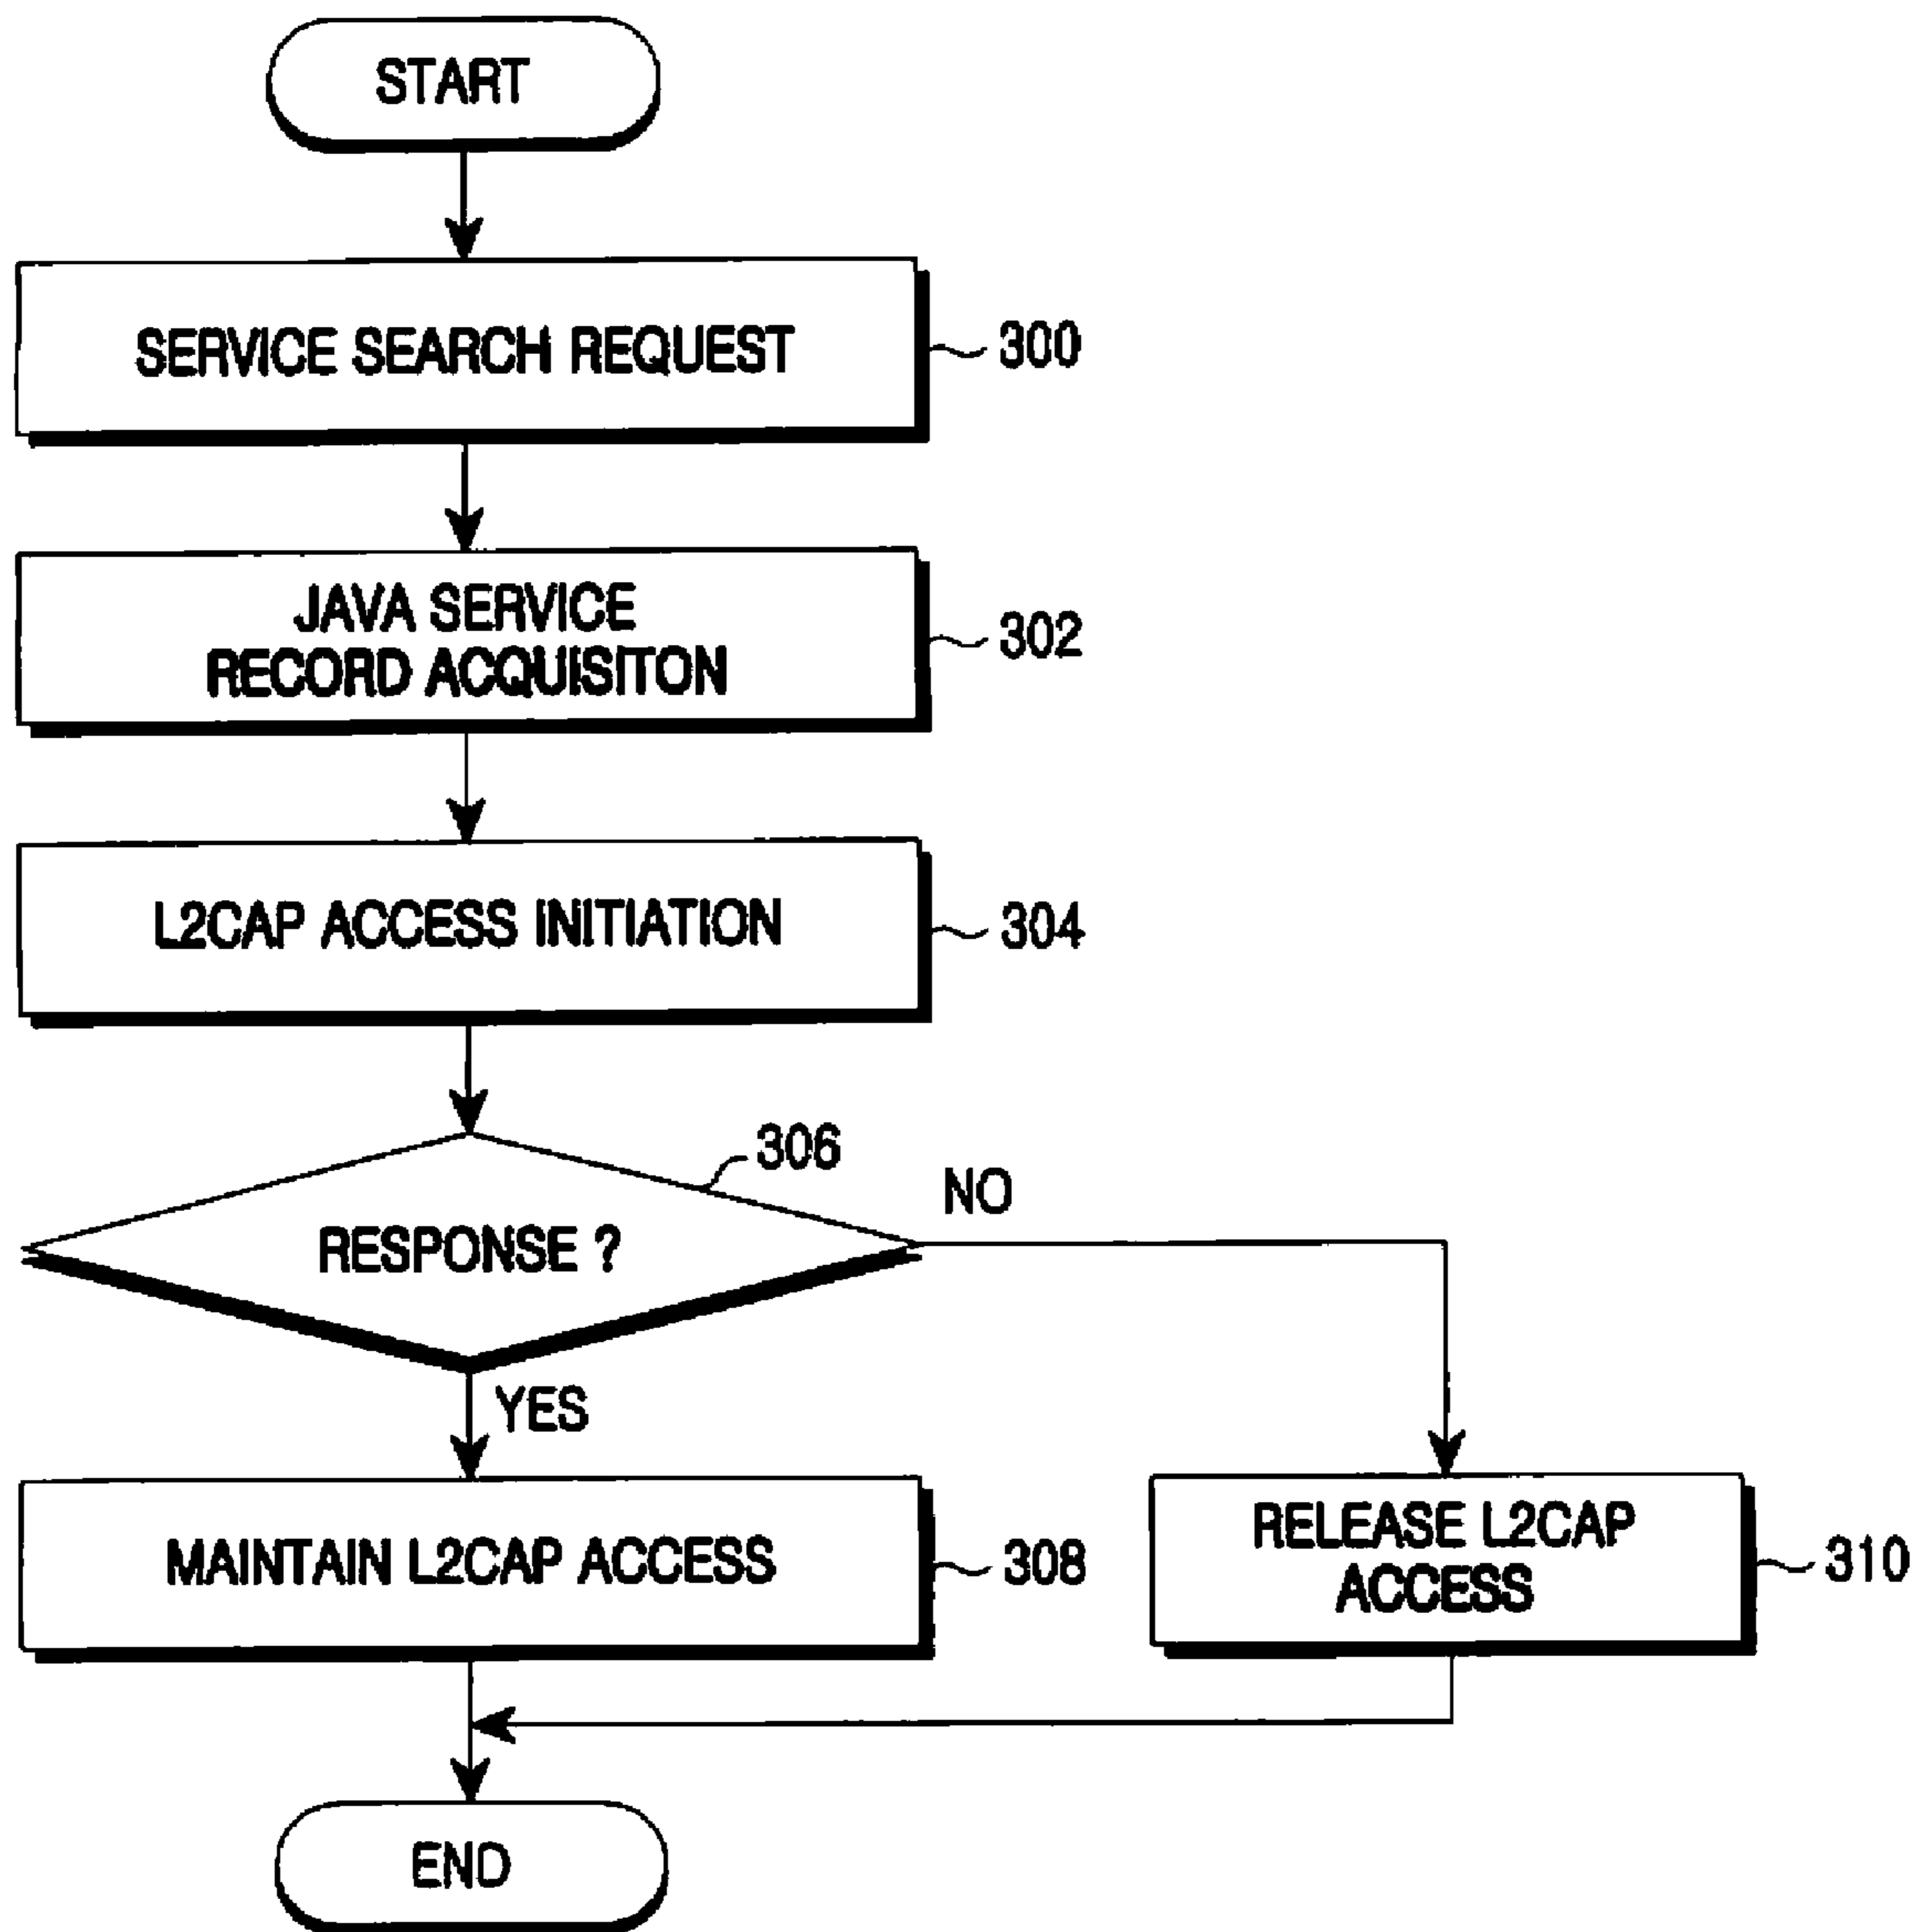 START
SERVICE SEARCH REQUEST
300
JAVA SERVICE
RECORD ACQUISITON
302
L2CAP ACCESS INITIATION
304
306
RESPONSE ?
NO
YES
MAINTAIN L2CAP ACCESS
308
RELEASE L2CAP
ACCESS
310
END